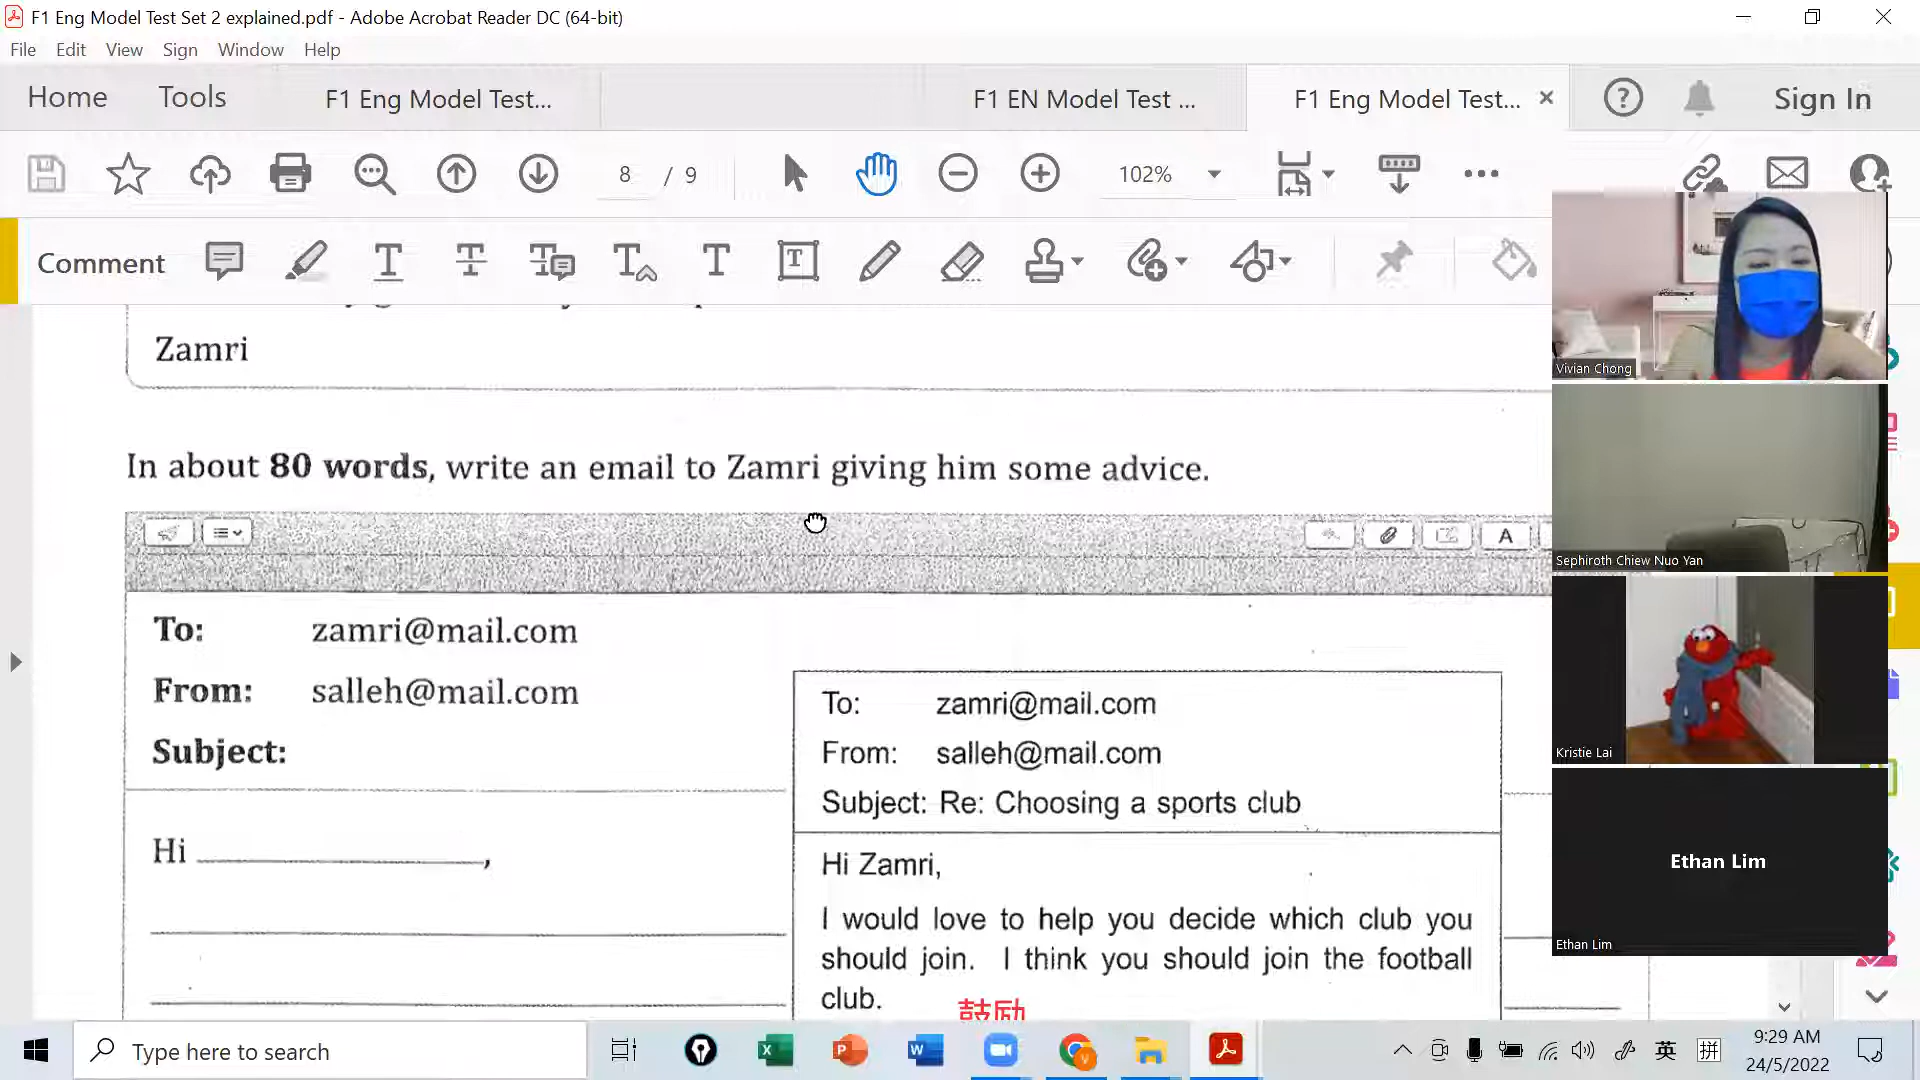 F1 Eng Model Test Set 2 explained.pdf - Adobe Acrobat Reader DC (64-bit)
File Edit View Sign Window Help
Home Tools F1 Eng Model Test... F1 EN Model Test ... F1 Eng Model Test... Sign In
8 / 9 102%
Comment
Zamri
In about 80 words, write an email to Zamri giving him some advice.
A
To: zamri@mail.com
From: salleh@mail.com
Subject:
Hi ,
To: zamri@mail.com
From: salleh@mail.com
Subject: Re: Choosing a sports club
Hi Zamri,
I would love to help you decide which club you
should join. I think you should join the football
club.
鼓励
Vivian Chong
Sephiroth Chiew Nuo Yan
Kristie Lai
Ethan Lim
Ethan Lim
Type here to search
英 拼
9:29 AM
24/5/2022